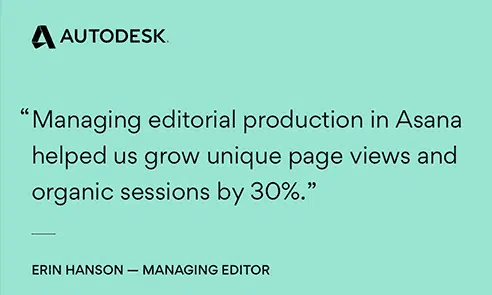 AUTODESK.
“Managing editorial production in Asana
helped us grow unique page views and
organic sessions by 30%.”
ERIN HANSON — MANAGING EDITOR